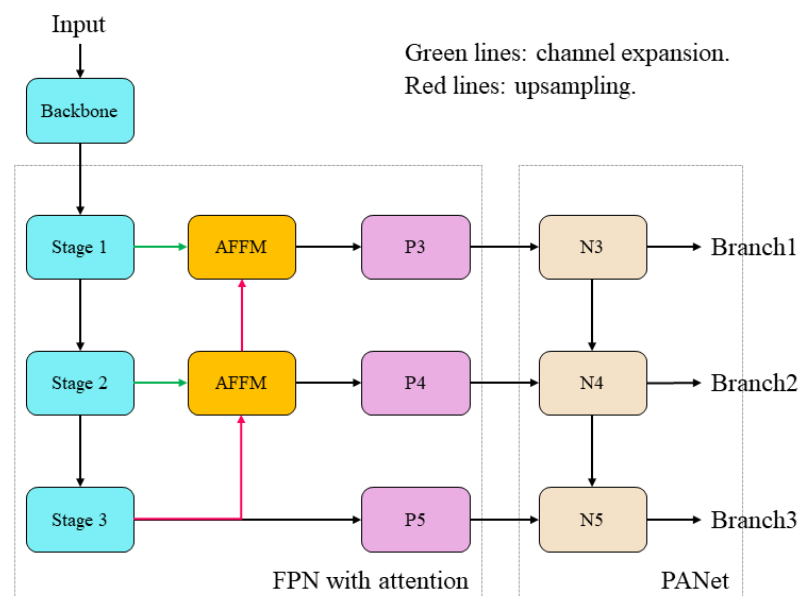 Input
Green lines: channel expansion.
Red lines: upsampling.
Backbone
Stage 1
AFFM
P3
N3
Branch1
Stage 2
AFFM
P4
N4
Branch2
Stage 3
P5
N5
Branch3
FPN with attention
PANet